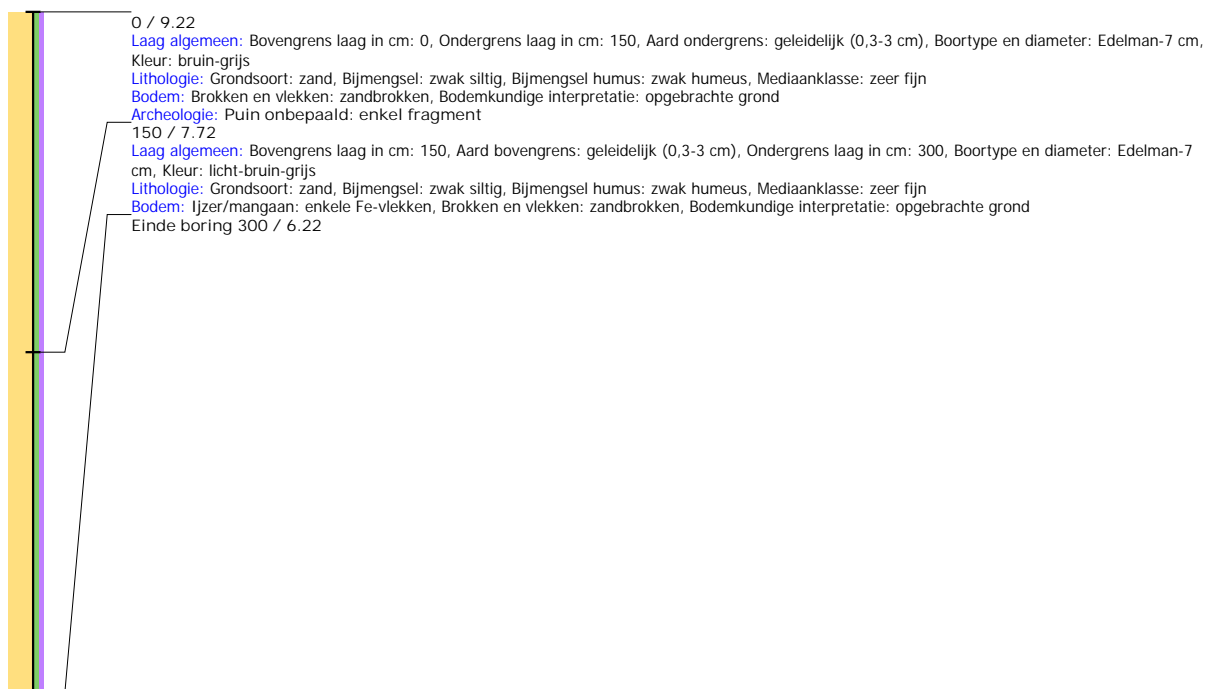 0 / 9.22
Laag algemeen: Bovengrens laag in cm: 0, Ondergrens laag in cm: 150, Aard ondergrens: geleidelijk (0,3-3 cm), Boortype en diameter: Edelman-7 cm,
Kleur: bruin-grijs
Lithologie: Grondsoort: zand, Bijmengsel: zwak siltig, Bijmengsel humus: zwak humeus, Mediaanklasse: zeer fijn
Bodem: Brokken en vlekken: zandbrokken, Bodemkundige interpretatie: opgebrachte grond
Archeologie: Puin onbepaald: enkel fragment
150 / 7.72
Laag algemeen: Bovengrens laag in cm: 150, Aard bovengrens: geleidelijk (0,3-3 cm), Ondergrens laag in cm: 300, Boortype en diameter: Edelman-7
cm, Kleur: licht-bruin-grijs
Lithologie: Grondsoort: zand, Bijmengsel: zwak siltig, Bijmengsel humus: zwak humeus, Mediaanklasse: zeer fijn
Bodem: Ijzer/mangaan: enkele Fe-vlekken, Brokken en vlekken: zandbrokken, Bodemkundige interpretatie: opgebrachte grond
Einde boring 300 / 6.22